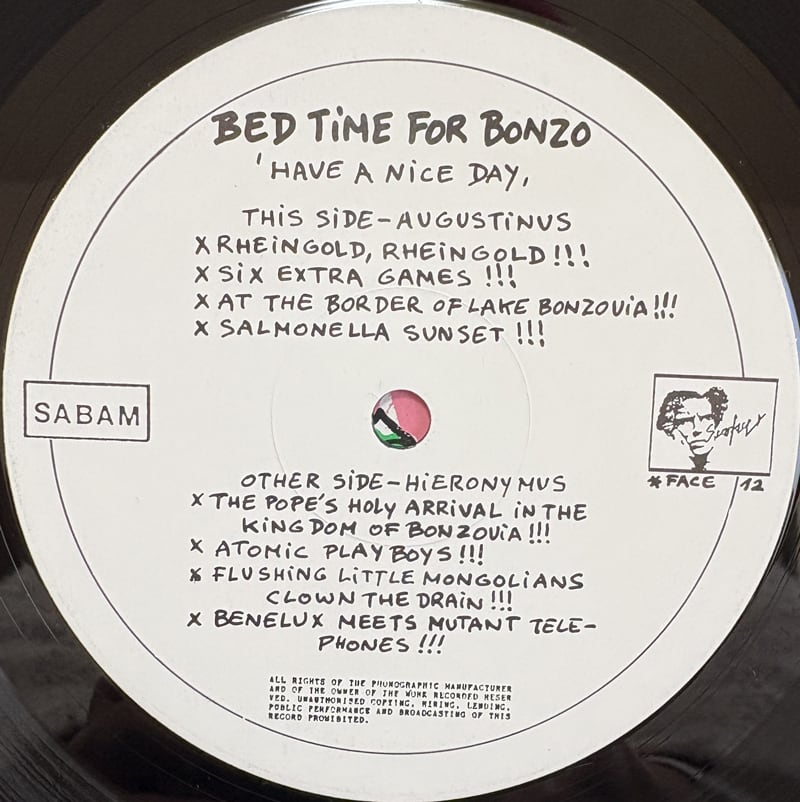 BED TiME FOR BONZO
'HAVE A NiCE DAY,
THiS SiDE-AUGUSTiNUS
X RHEiNGOLD, RHEiNGOLD!!!
X SiX EXTRA GAMES !!!
X AT THE BORDER OF LAKE BONZOViA!!!
X SALMONELLA SUNSET !!!
SABAM
*FACE 12
OTHER SiDE-HiERONYMUS
X THE POPE'S HOLY ARRiVAL iN THE
KiNGDOM OF BONZOViA!!!
X ATOMiC PLAYBOYS!!!
X FLUSHiNG LiTTLE MONGOLiANS
CLOWN THE DRAiN!!!
X BENELUX MEETS MUTANT TELE-
PHONES!!!
ALL RIGHTS OF THE PHONOGRAPHIC MANUFACTURER
AND OF THE OWNER OF THE WORK RECORDED RESER
VED. UNAUTHORISED COPYING, HIRING, LENDING,
PUBLIC PERFORMANCE AND BROADCASTING OF THIS
RECORD PROHIBITED.